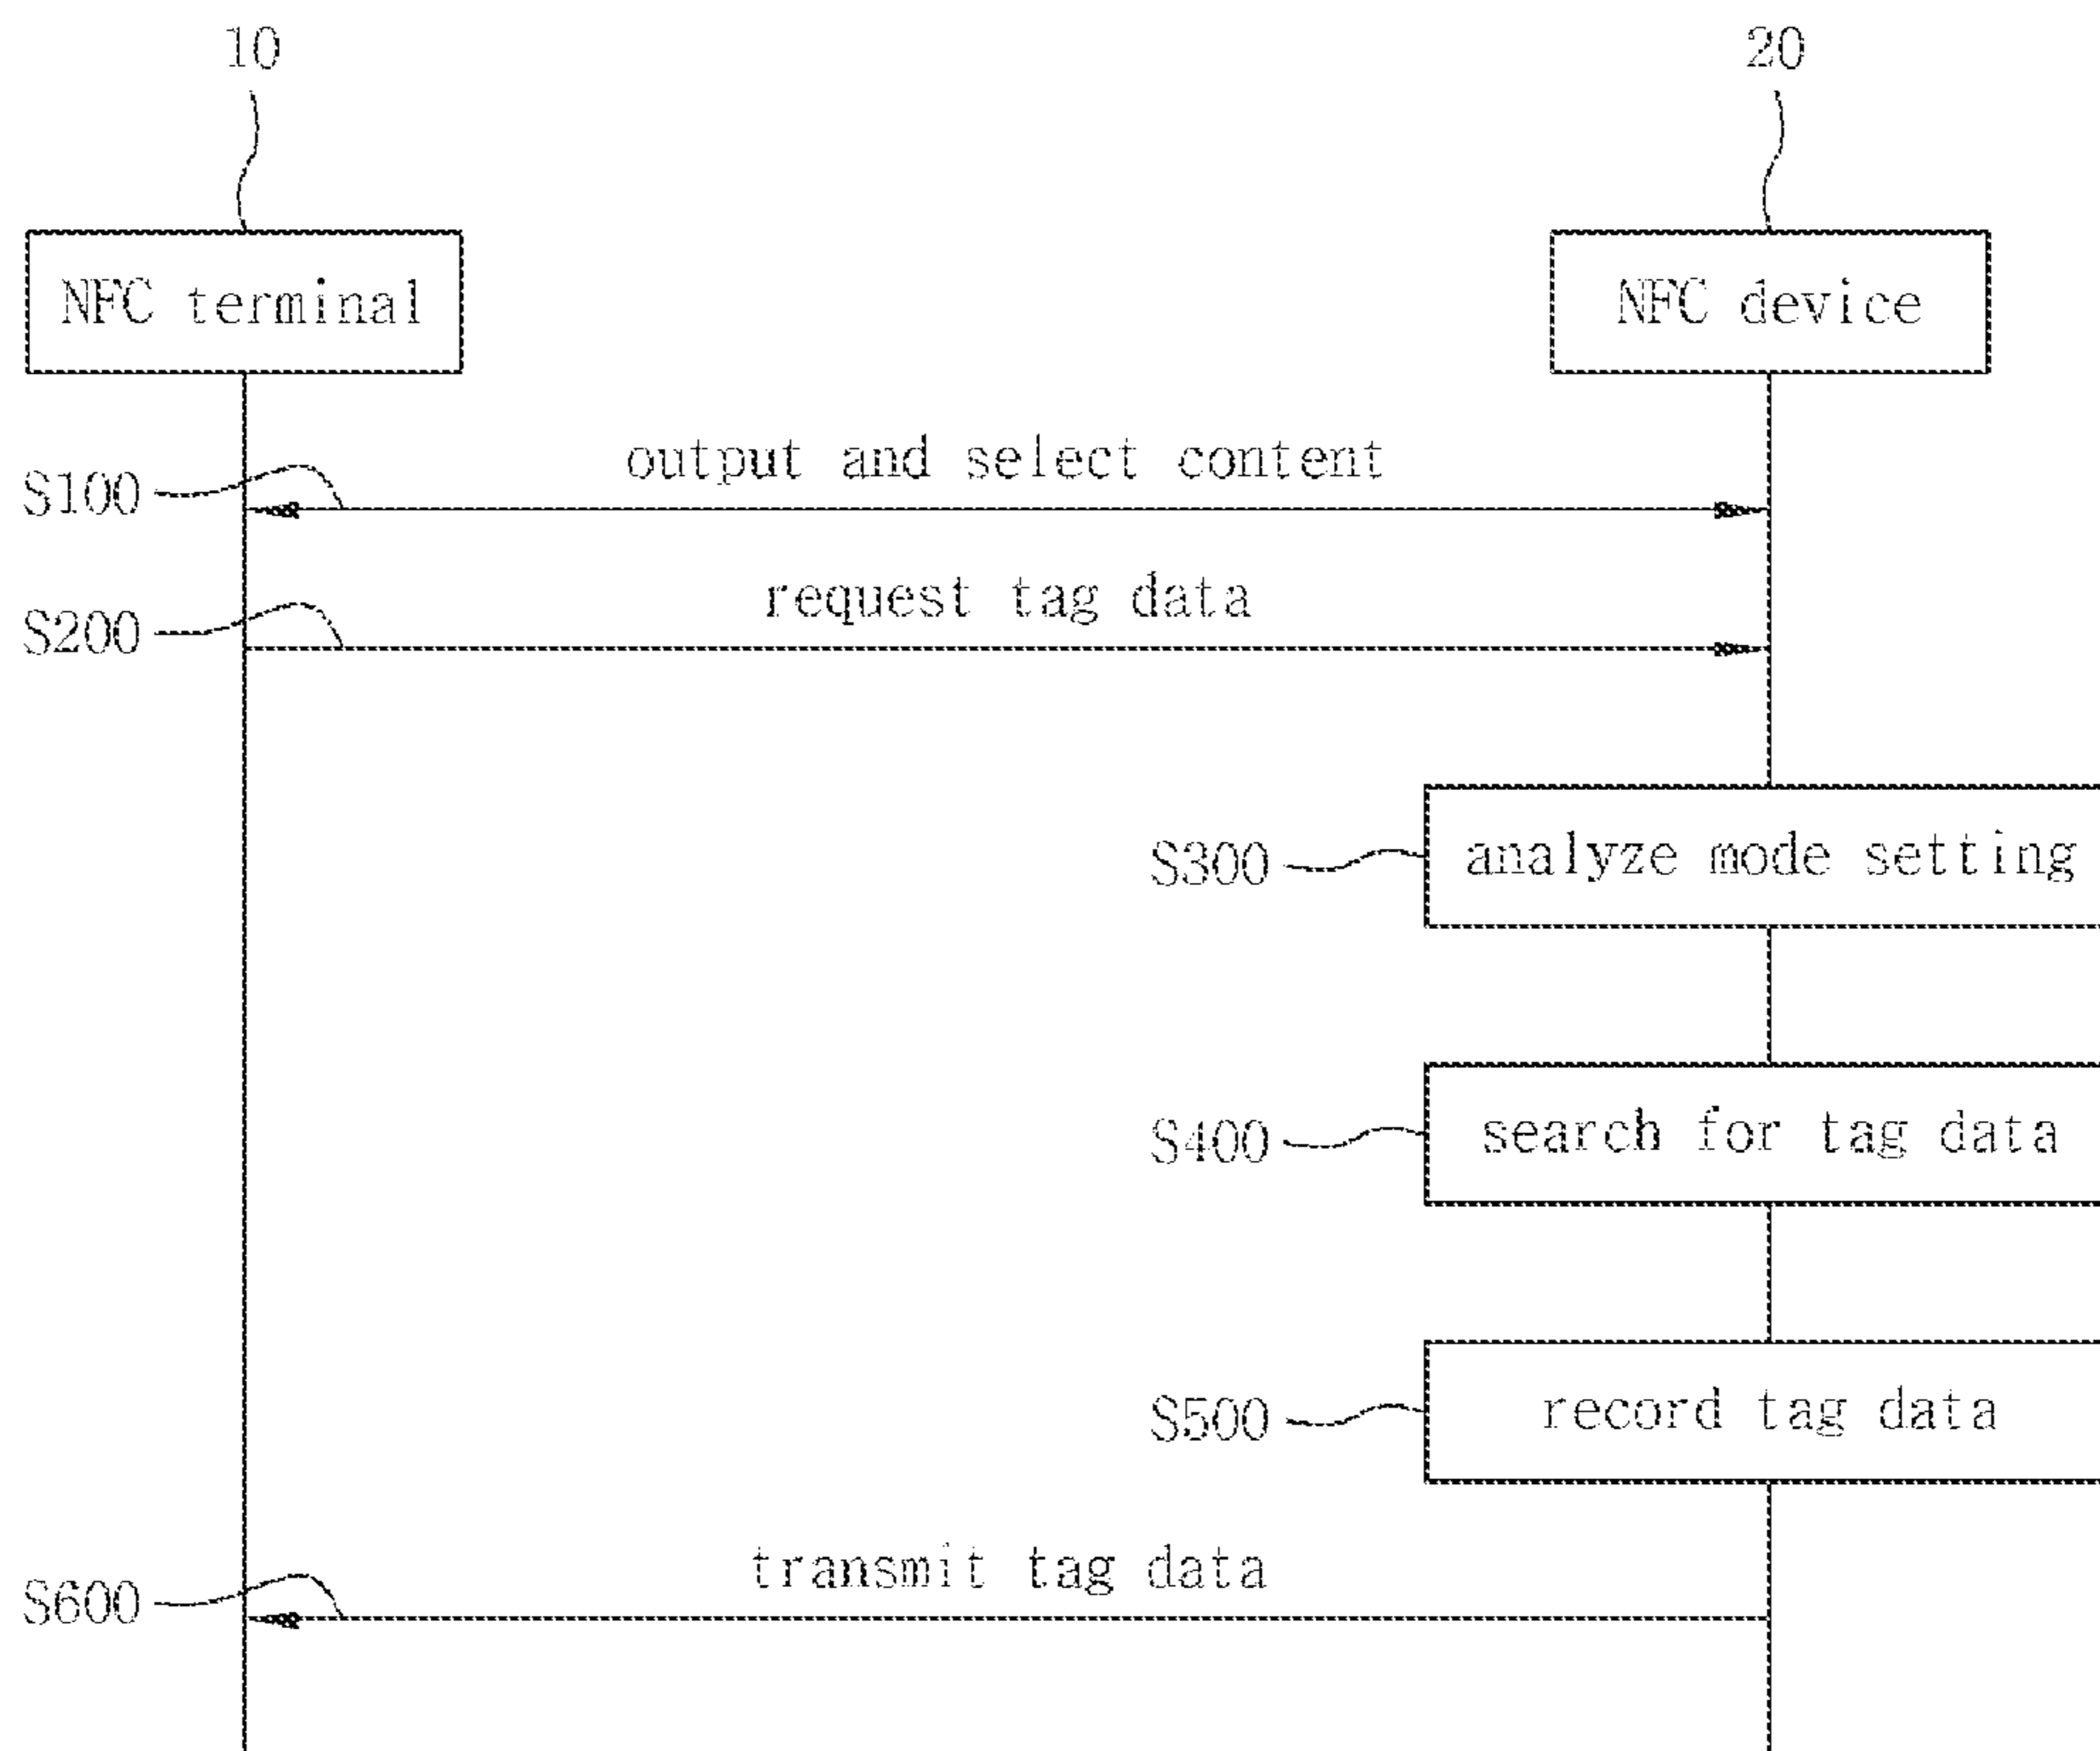 10
20
NFC terminal
NFC device
output and select content
S100
request tag data
S200
S300
analyze mode setting
S400
search for tag data
S500
record tag data
transmit tag data
S600